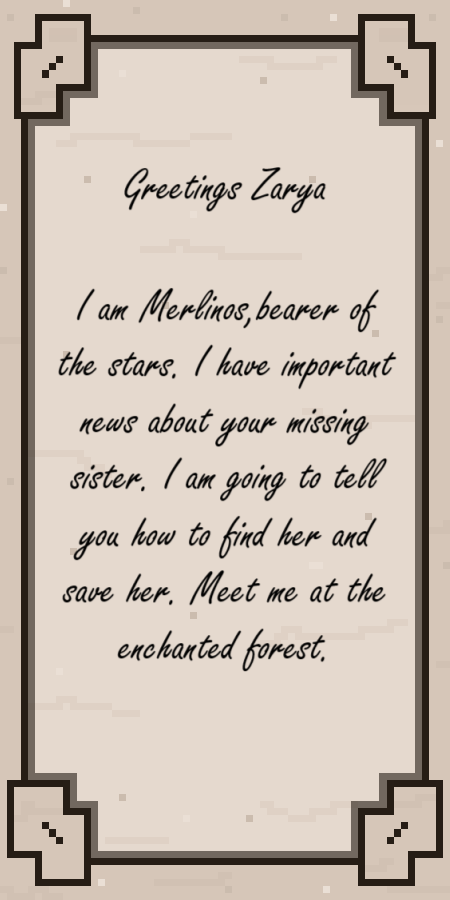 Greetings Zarya
I am Merlinos,bearer of
the stars. I have important
news about your missing
sister. I am going to tell
you how to find her and
save her. Meet me at the
enchanted forest.